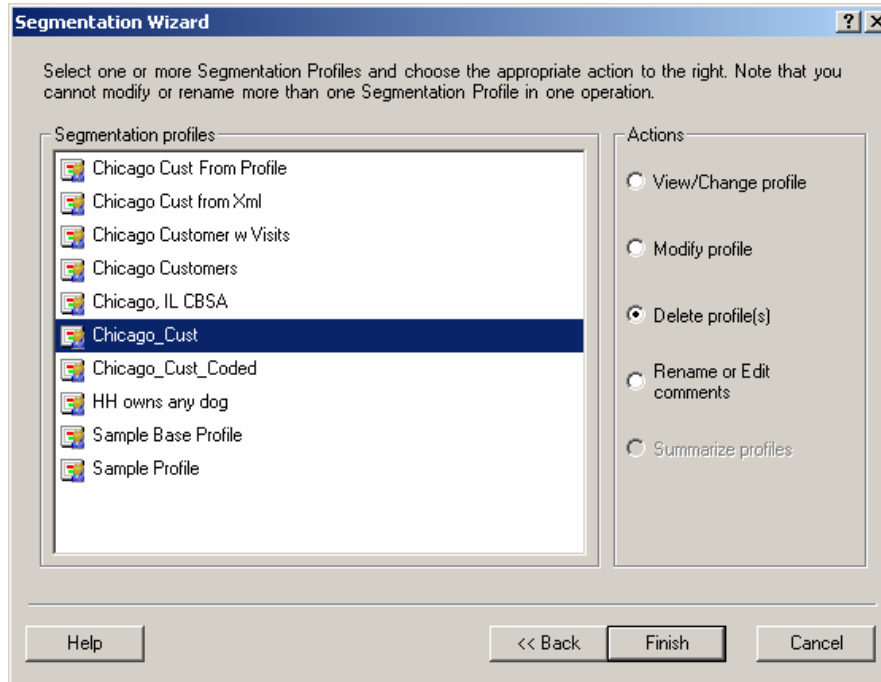 Segmentation Wizard
Select one or more Segmentation Profiles and choose the appropriate action to the right. Note that you
cannot modify or rename more than one Segmentation Profile in one operation.
Segmentation profiles
Chicago Cust From Profile
Chicago Cust from Xml
Chicago Customer w Visits
Chicago Customers
Chicago, IL CBSA
Chicago_Cust
Chicago_Cust_Coded
HH owns any dog
Sample Base Profile
Sample Profile
Actions
View/Change profile
Modify profile
Delete profile(s)
Rename or Edit
comments
Summarize profiles
Help
<< Back
Finish
Cancel